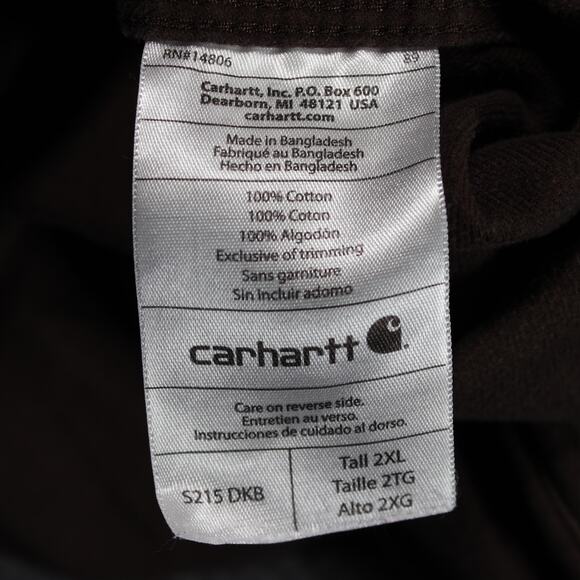 RN#14806 89
Carhartt, Inc. P.O. Box 600
Dearborn, MI 48121 USA
carhartt.com
Made in Bangladesh
Fabriqué au Bangladesh
Hecho en Bangladesh
100% Cotton
100% Coton
100% Algodón
Exclusive of trimming
Sans garniture
Sin incluir adorno
carhartt
Care on reverse side.
Entretien au verso.
Instrucciones de cuidado al dorso.
S215 DKB
Tall 2XL
Taille 2TG
Alto 2XG